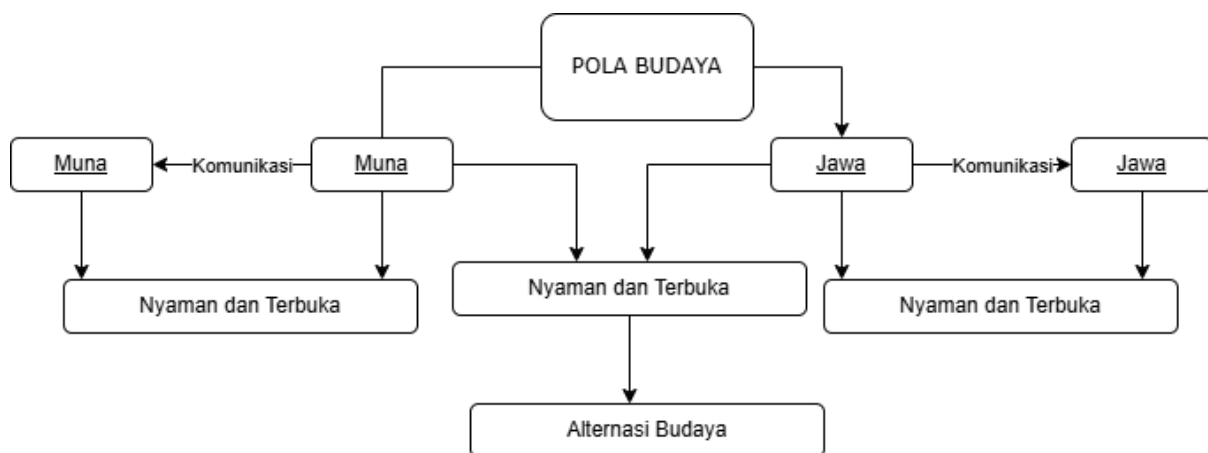 POLA BUDAYA
Muna
Komunikasi
Muna
Jawa
Komunikasi
Jawa
Nyaman dan Terbuka
Nyaman dan Terbuka
Nyaman dan Terbuka
Alternasi Budaya